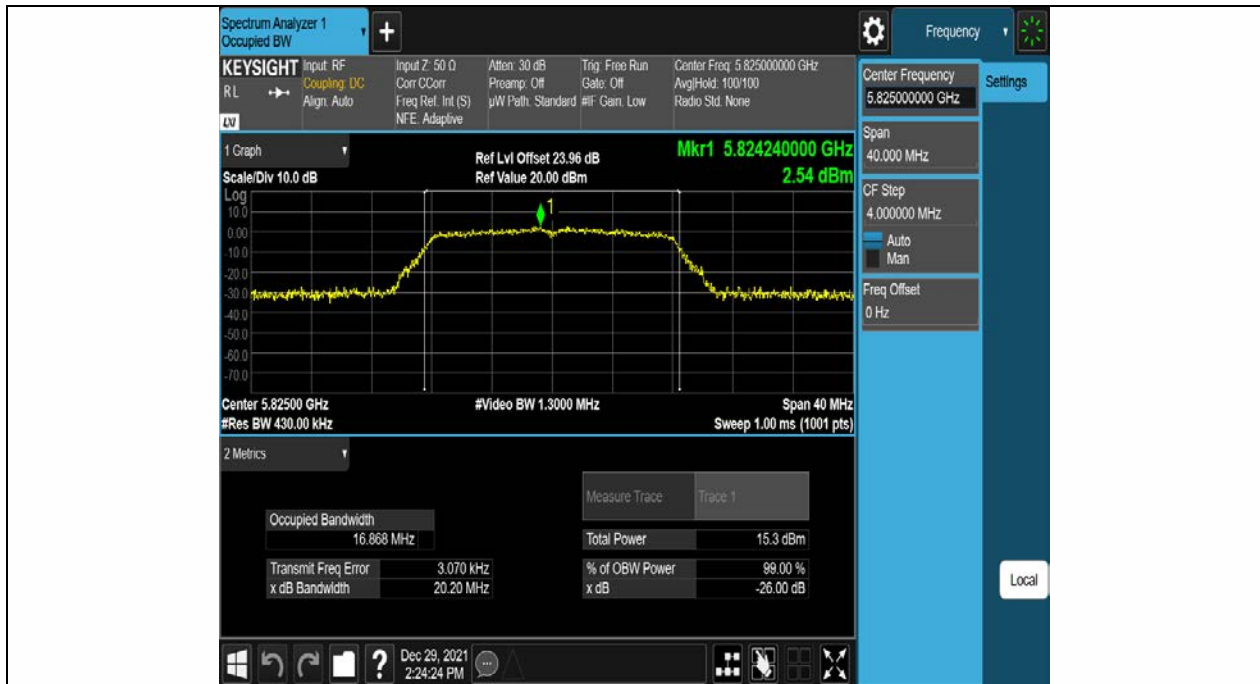 Spectrum Analyzer 1
Occupied BW
+
Frequency
KEYSIGHT
RL
LXI
Input: RF
Coupling: DC
Align: Auto
Input Z: 50 Ω
Corr CCorr
Freq Ref: Int (S)
NFE: Adaptive
Atten: 30 dB
Preamp: Off
µW Path: Standard
Trig: Free Run
Gate: Off
#IF Gain: Low
Center Freq: 5.825000000 GHz
Avg|Hold: 100/100
Radio Std: None
Center Frequency
5.825000000 GHz
Settings
Span
40.000 MHz
CF Step
4.000000 MHz
Auto
Man
Freq Offset
0 Hz
Local
1 Graph
Scale/Div 10.0 dB
Ref Lvl Offset 23.96 dB
Ref Value 20.00 dBm
Mkr1 5.824240000 GHz
2.54 dBm
Log
10.0
0.00
-10.0
-20.0
-30.0
-40.0
-50.0
-60.0
-70.0
1
Center 5.82500 GHz
#Res BW 430.00 kHz
#Video BW 1.3000 MHz
Span 40 MHz
Sweep 1.00 ms (1001 pts)
2 Metrics
Measure Trace Trace 1
Occupied Bandwidth
16.868 MHz
Total Power 15.3 dBm
Transmit Freq Error 3.070 kHz
% of OBW Power 99.00 %
x dB Bandwidth 20.20 MHz
x dB -26.00 dB
?
Dec 29, 2021
2:24:24 PM